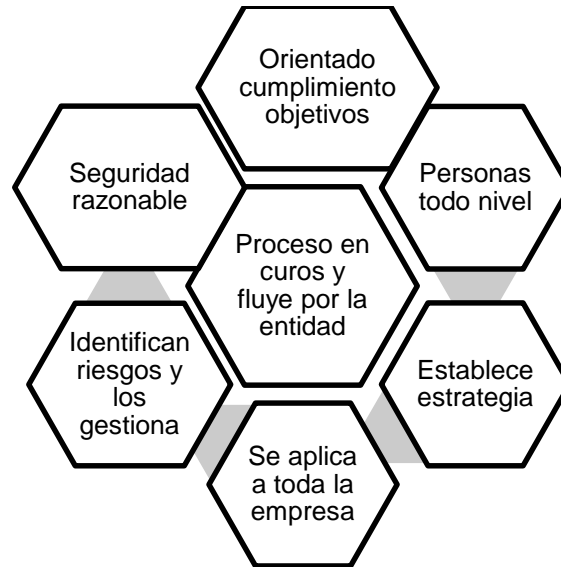 Orientado
cumplimiento
objetivos
Personas
todo nivel
Establece
estrategia
Se aplica
a toda la
empresa
Identifican
riesgos y
los
gestiona
Seguridad
razonable
Proceso en
curos y
fluye por la
entidad